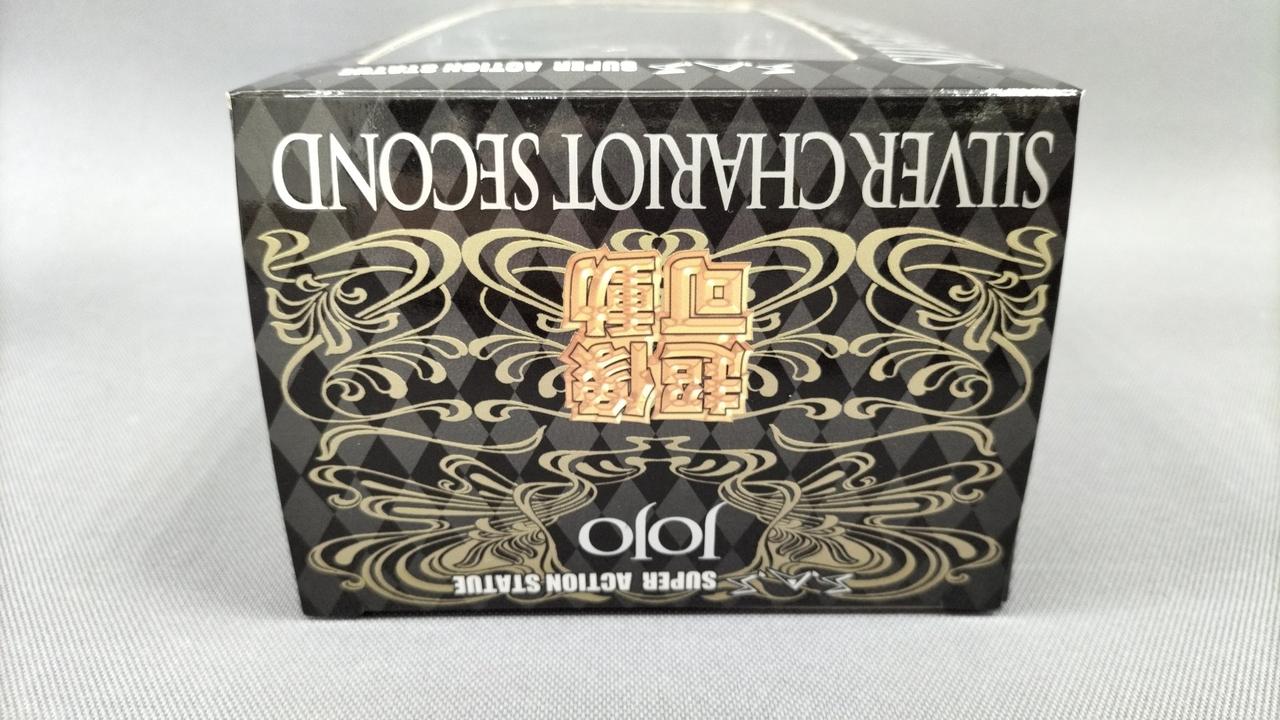 S.A.S SUPER ACTION STATUE
JoJo
超像
可動
SILVER CHARIOT SECOND
S.A.S SUPER ACTION STATUE